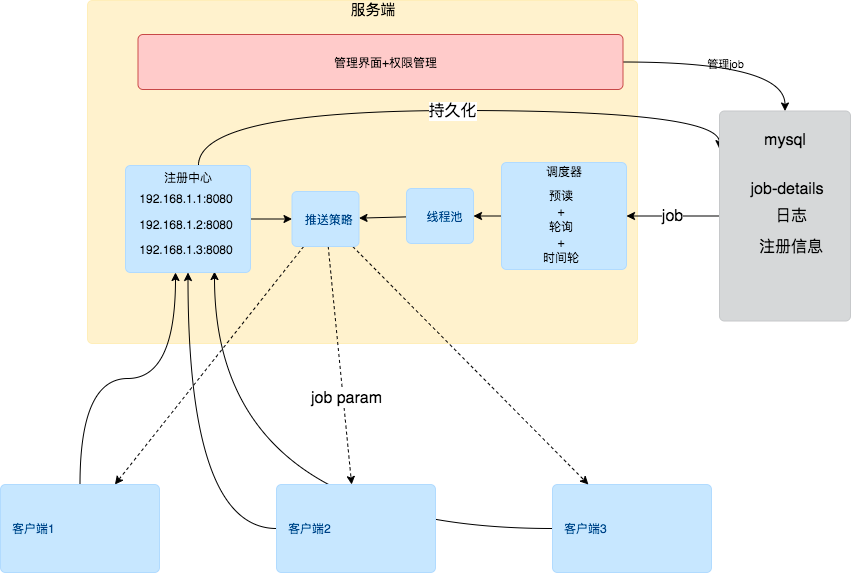 服务端
管理界面+权限管理
管理job
持久化
mysql
job-details
日志
注册信息
注册中心
192.168.1.1:8080
192.168.1.2:8080
192.168.1.3:8080
推送策略
线程池
调度器
预读
+
轮询
+
时间轮
job
job param
客户端1
客户端2
客户端3